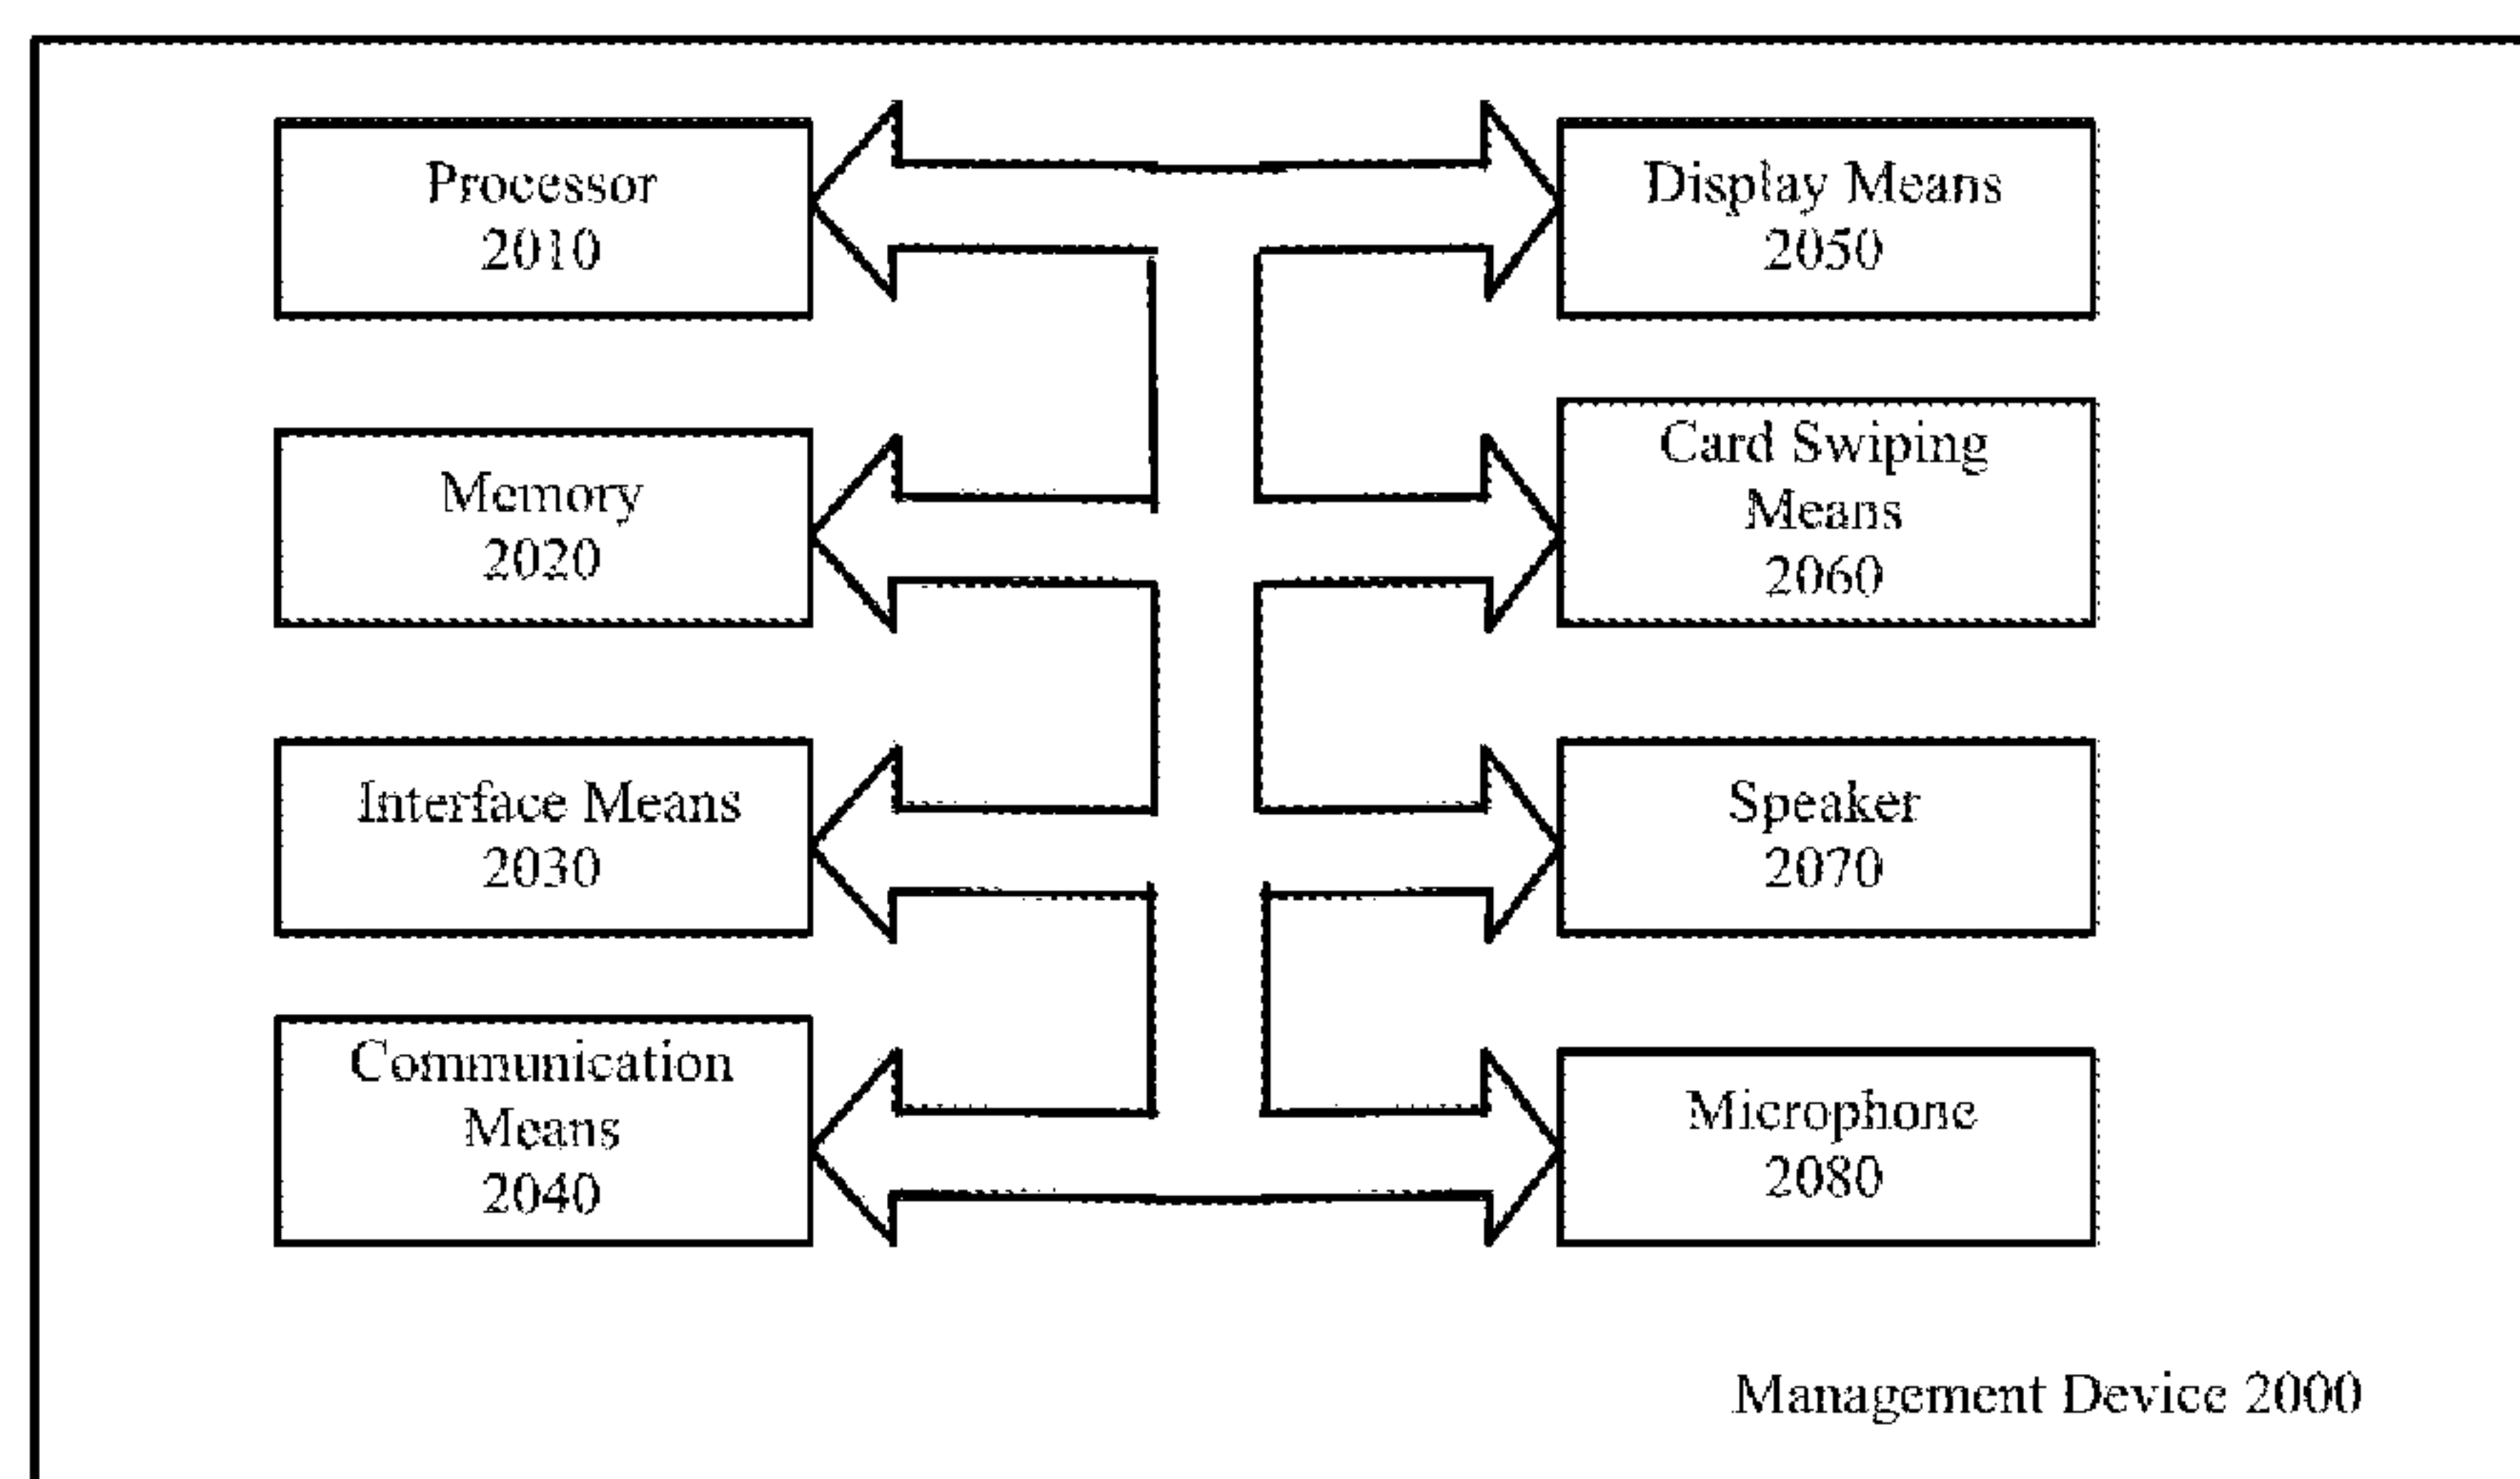 Processor
2010
Display Means
2050
Memory
2020
Card Swiping
Means
2060
Interface Means
2030
Speaker
2070
Communication
Means
2040
Microphone
2080
Management Device 2000